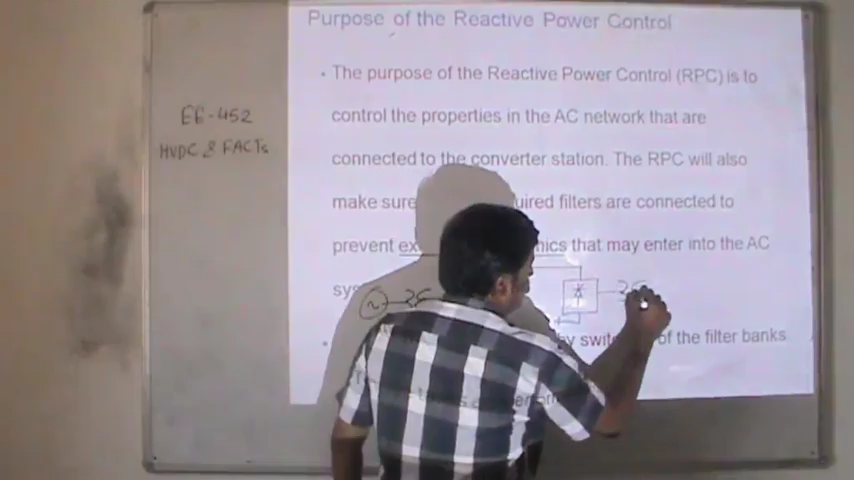 Purpose of the Reactive Power Control
EE-452
HVDC & FACTs
• The purpose of the Reactive Power Control (RPC) is to
control the properties in the AC network that are
connected to the converter station. The RPC will also
make sure uired filters are connected to
prevent ex nics that may enter into the AC
sys
• by swit of the filter banks